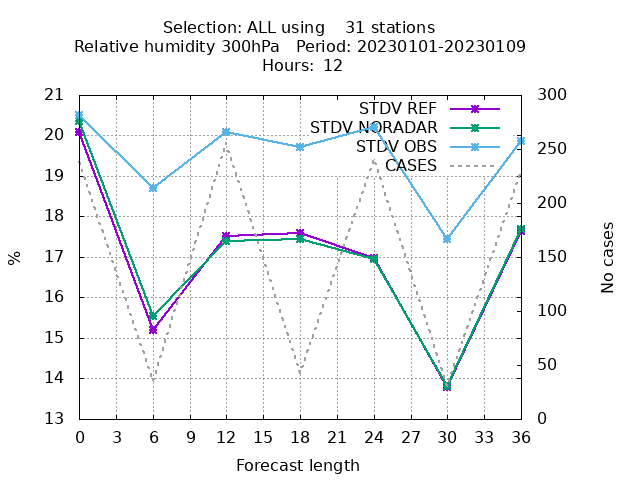 Selection: ALL using    31 stations
Relative humidity 300hPa   Period: 20230101-20230109
Hours: 12
STDV REF
STDV NORADAR
STDV OBS
CASES
21
20
19
18
17
16
15
14
13
%
300
250
200
150
100
50
0
No cases
0 3 6 9 12 15 18 21 24 27 30 33 36
Forecast length